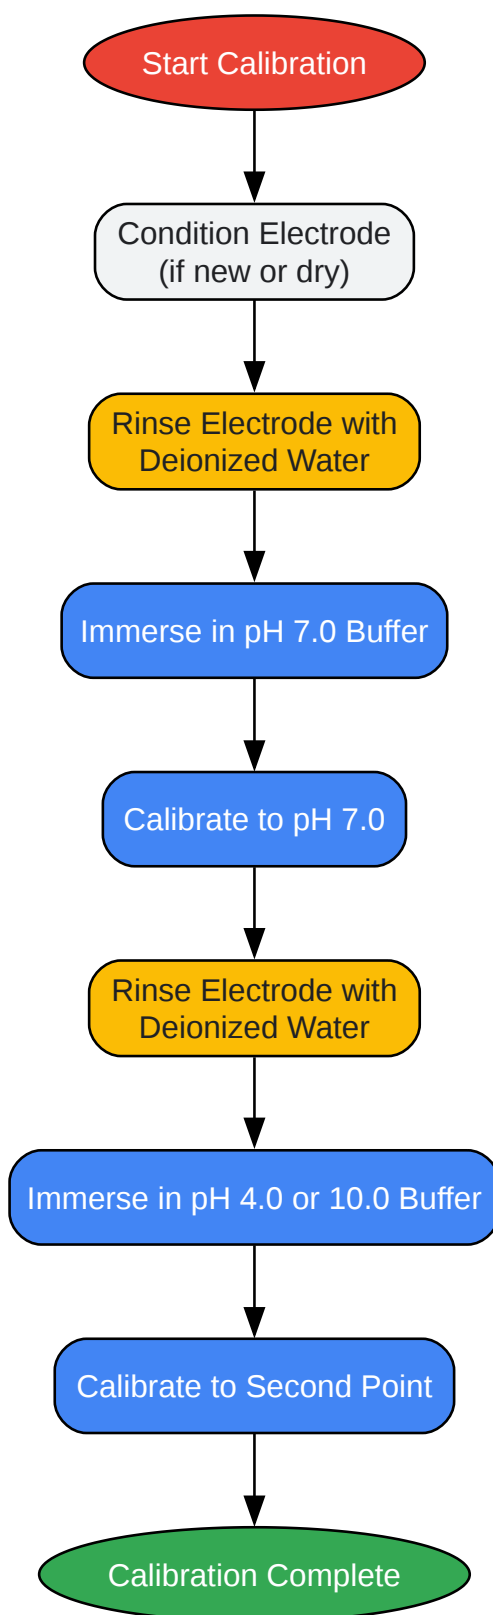 Start Calibration
Condition Electrode
(if new or dry)
Rinse Electrode with
Deionized Water
Immerse in pH 7.0 Buffer
Calibrate to pH 7.0
Rinse Electrode with
Deionized Water
Immerse in pH 4.0 or 10.0 Buffer
Calibrate to Second Point
Calibration Complete